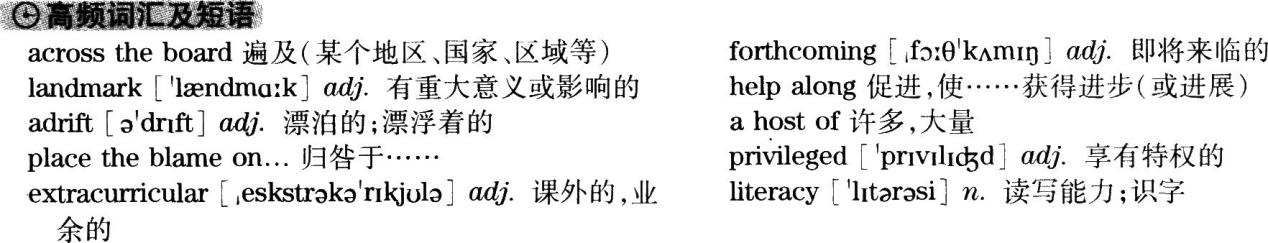 高频词汇及短语
across the board 遍及(某个地区、国家、区域等)
landmark [ˈlændmɑːk] adj. 有重大意义或影响的
adrift [əˈdrɪft] adj. 漂泊的;漂浮着的
place the blame on… 归咎于……
extracurricular [ˌeskstrəkəˈrɪkjʊlə] adj. 课外的,业
余的
forthcoming [ˌfɔːθˈkʌmɪŋ] adj. 即将来临的
help along 促进,使……获得进步(或进展)
a host of 许多,大量
privileged [ˈprɪvɪlɪdʒd] adj. 享有特权的
literacy [ˈlɪtərəsi] n. 读写能力;识字